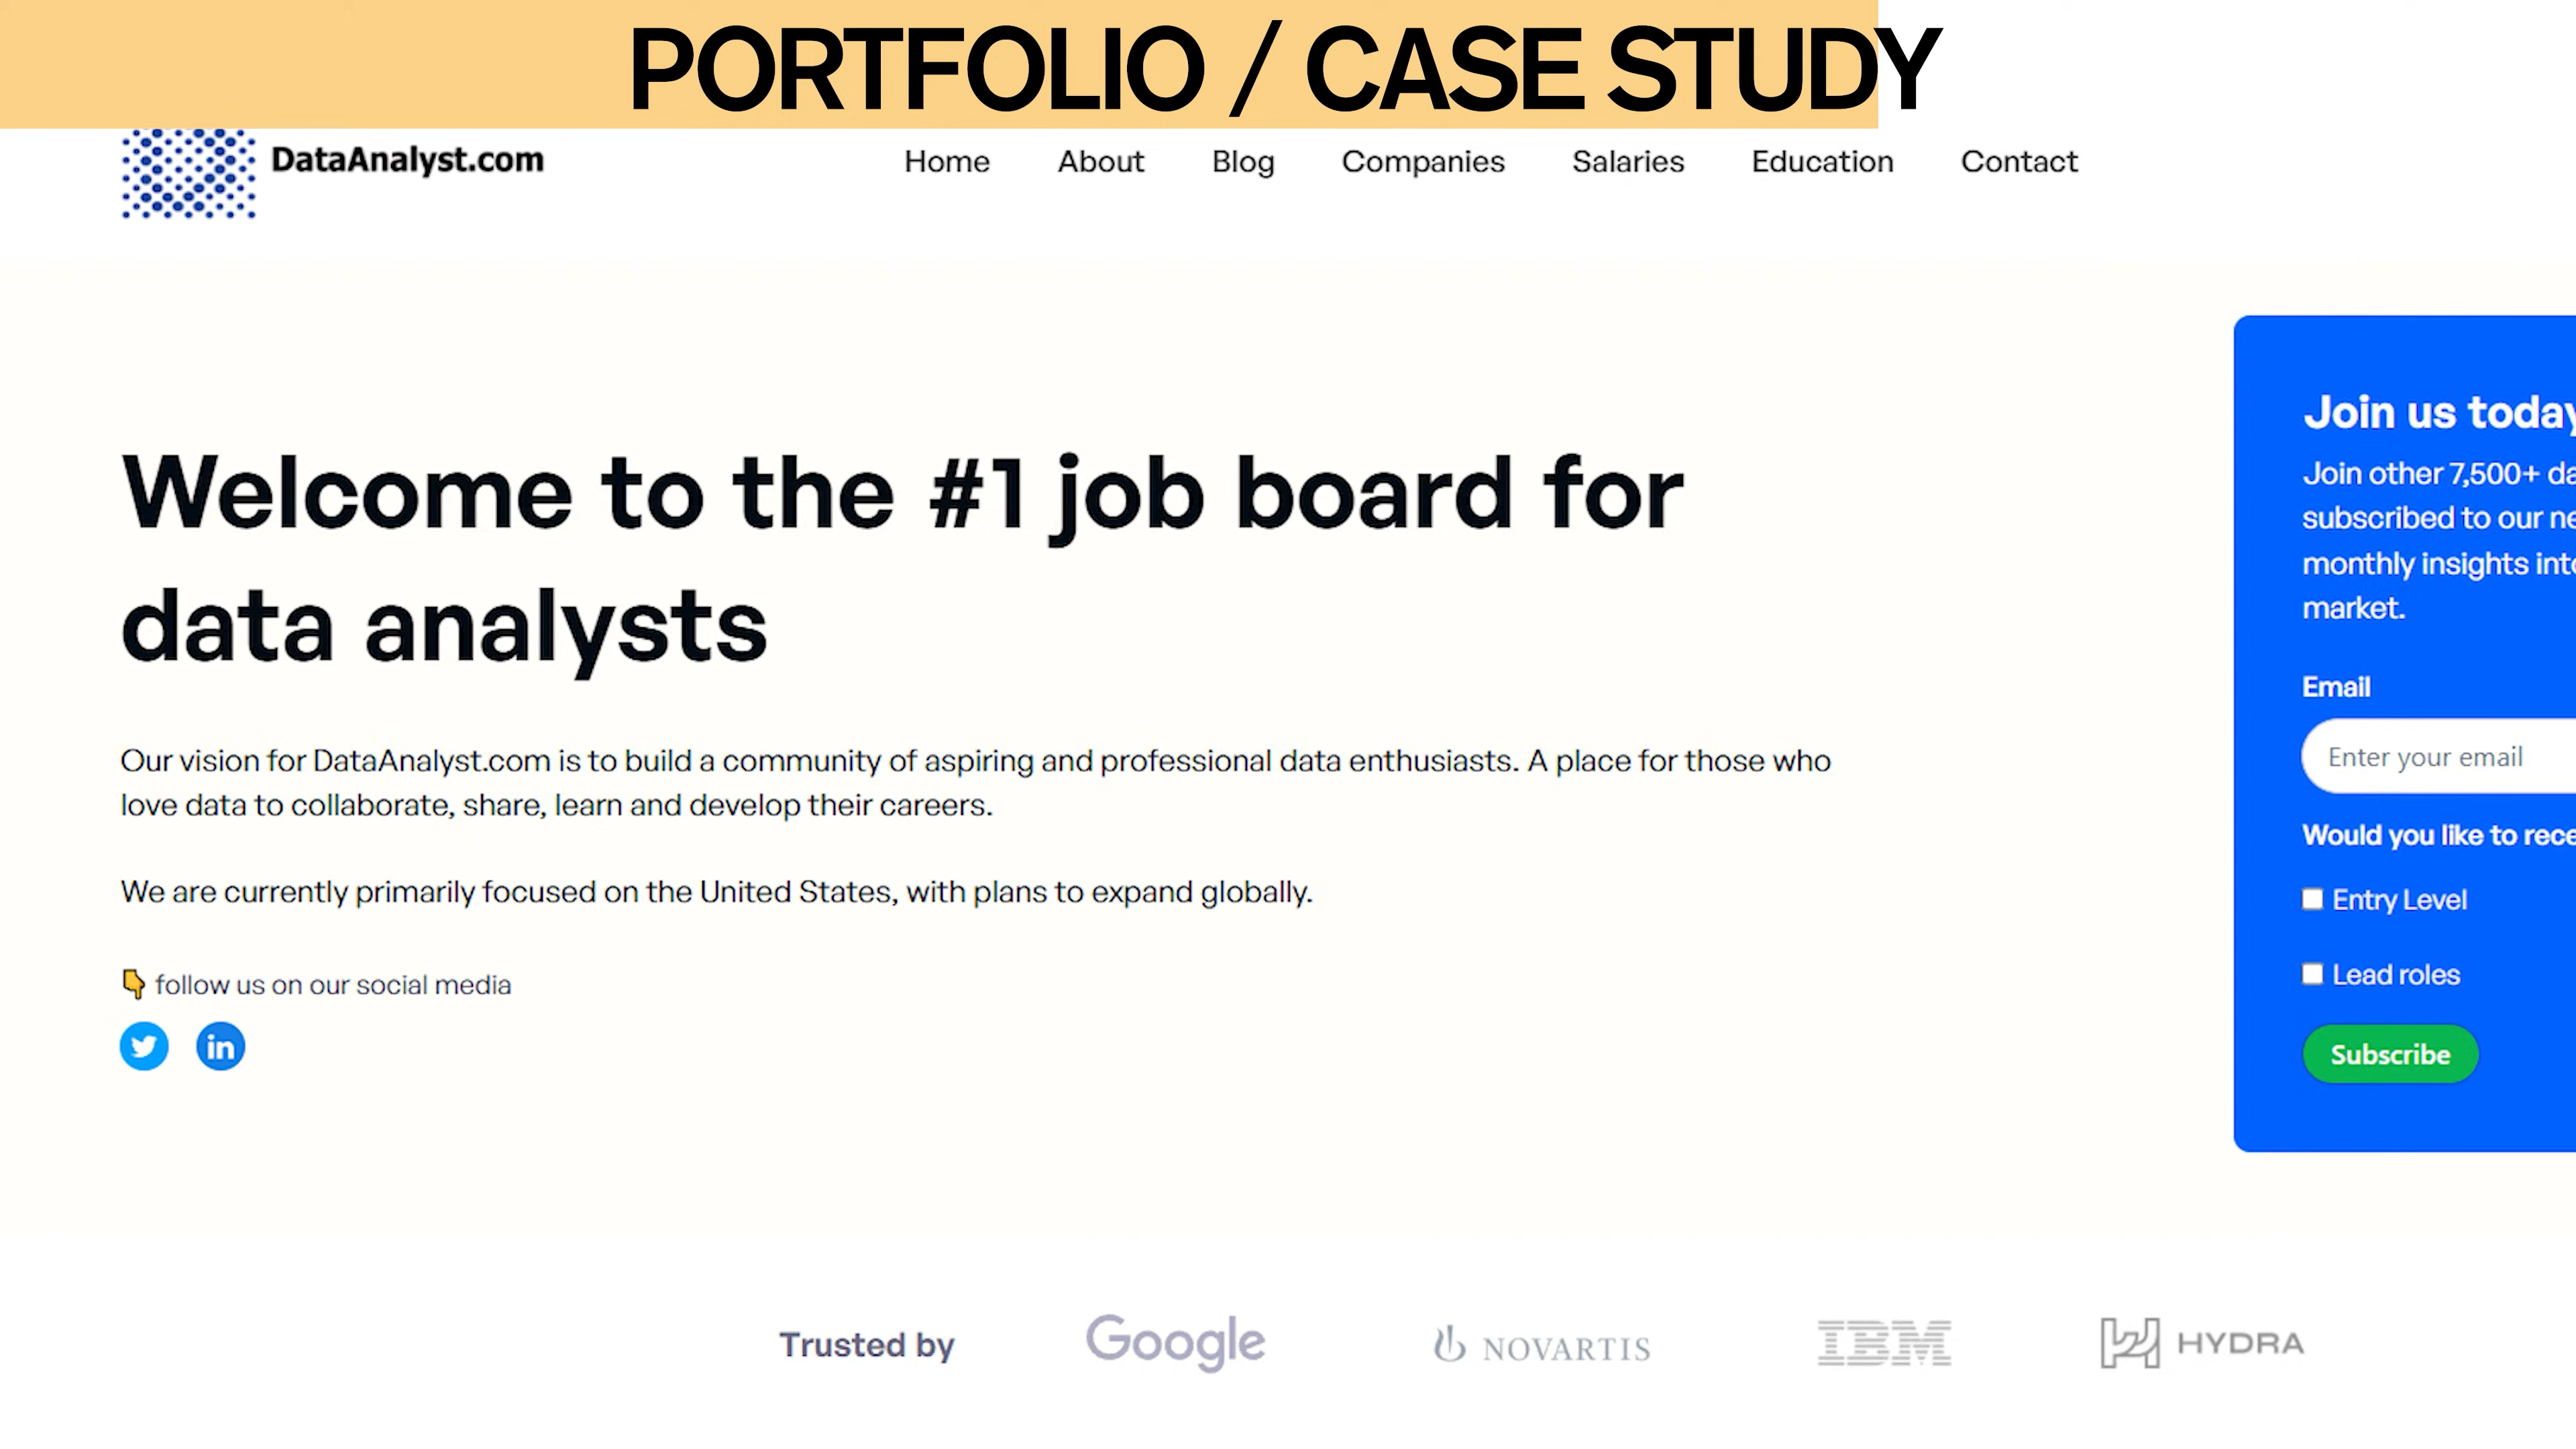 PORTFOLIO / CASE STUDY
DataAnalyst.com
Home About Blog Companies Salaries Education Contact
Welcome to the #1 job board for
data analysts
Our vision for DataAnalyst.com is to build a community of aspiring and professional data enthusiasts. A place for those who
love data to collaborate, share, learn and develop their careers.
We are currently primarily focused on the United States, with plans to expand globally.
👇 follow us on our social media
in
Join us today
Join other 7,500+
subscribed to our
monthly insights
market.
Email
Enter your email
Would you like to
Entry Level
Lead roles
Subscribe
Trusted by Google NOVARTIS IBM HYDRA